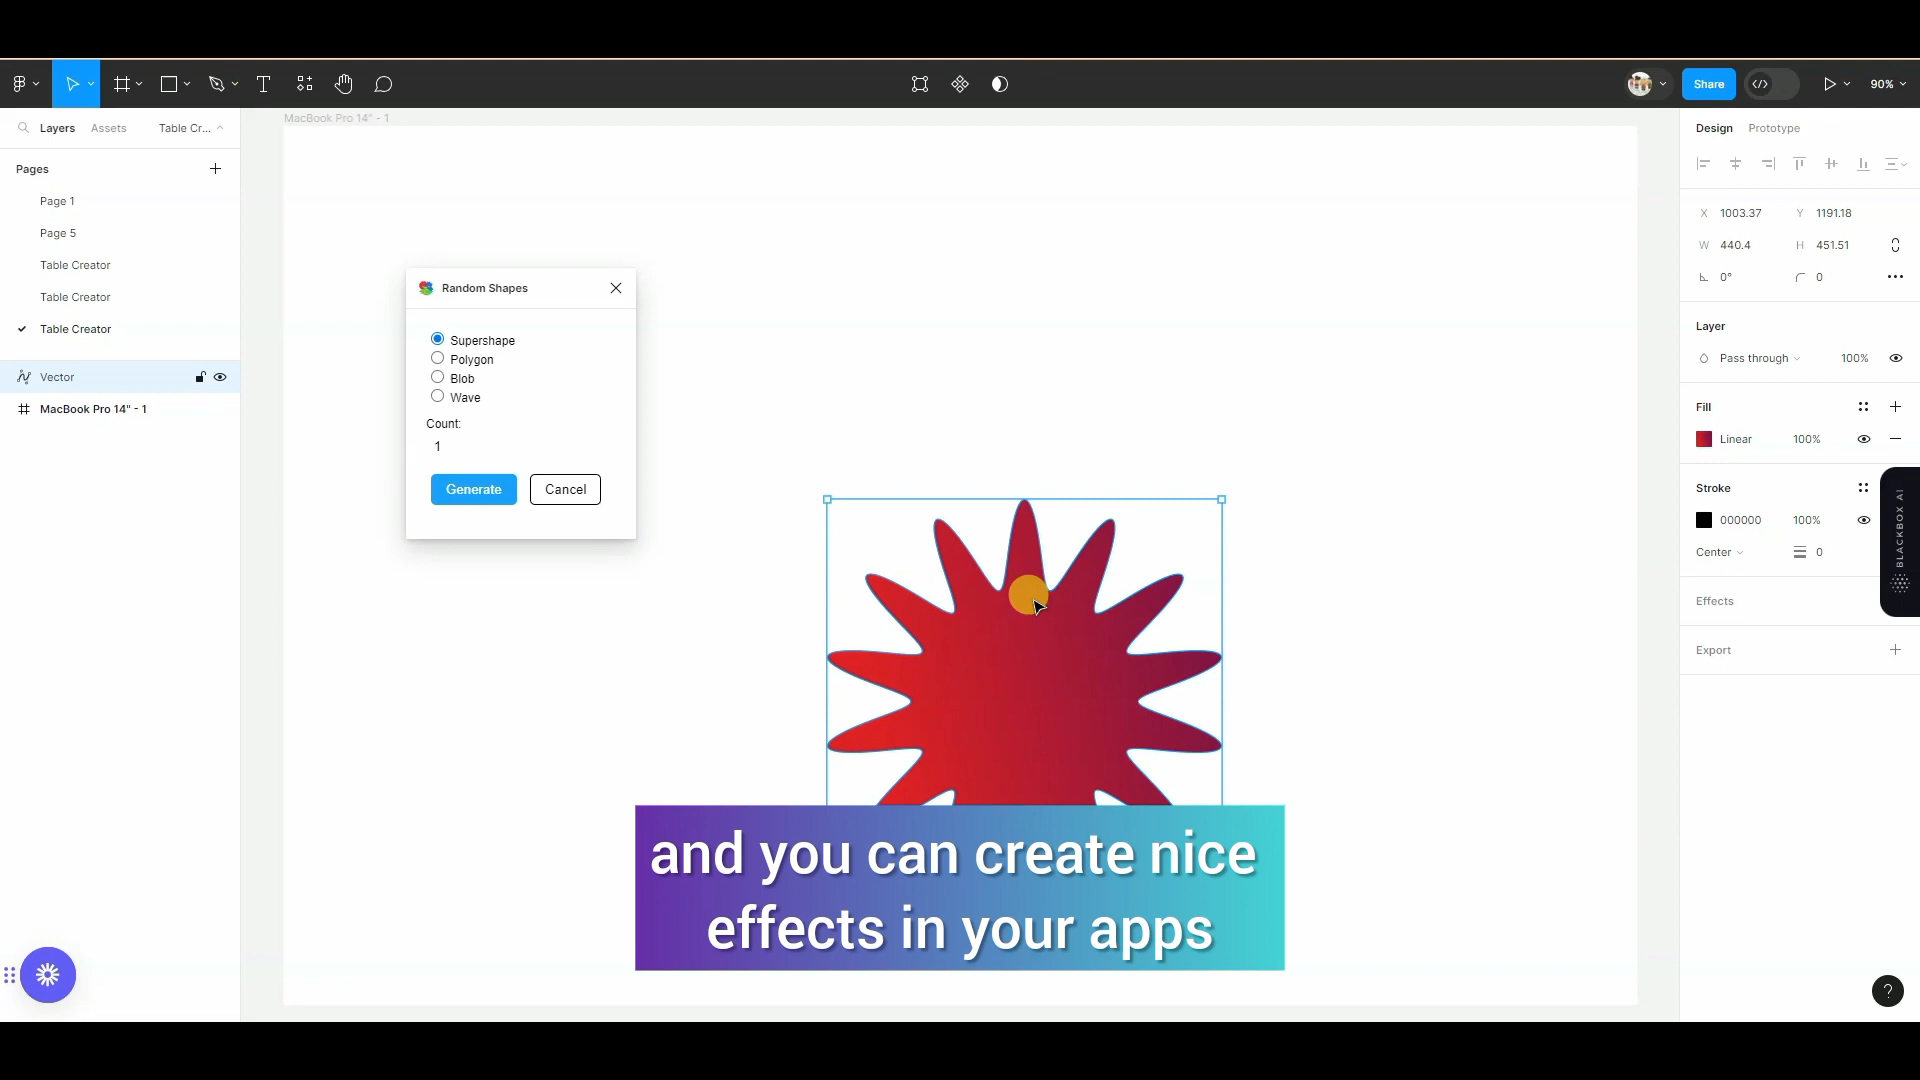 Share
90%
Layers
Assets
Table Cr...
Pages
Page 1
Page 5
Table Creator
Table Creator
Table Creator
Vector
MacBook Pro 14" - 1
MacBook Pro 14" - 1
Random Shapes
Supershape
Polygon
Blob
Wave
Count:
1
Generate
Cancel
and you can create nice
effects in your apps
Design
Prototype
X 1003.37 Y 1191.18
W 440.4 H 451.51
0° 0
Layer
Pass through 100%
Fill
Linear 100%
Stroke
000000 100%
Center 0
Effects
Export
BLACKBOX AI
?